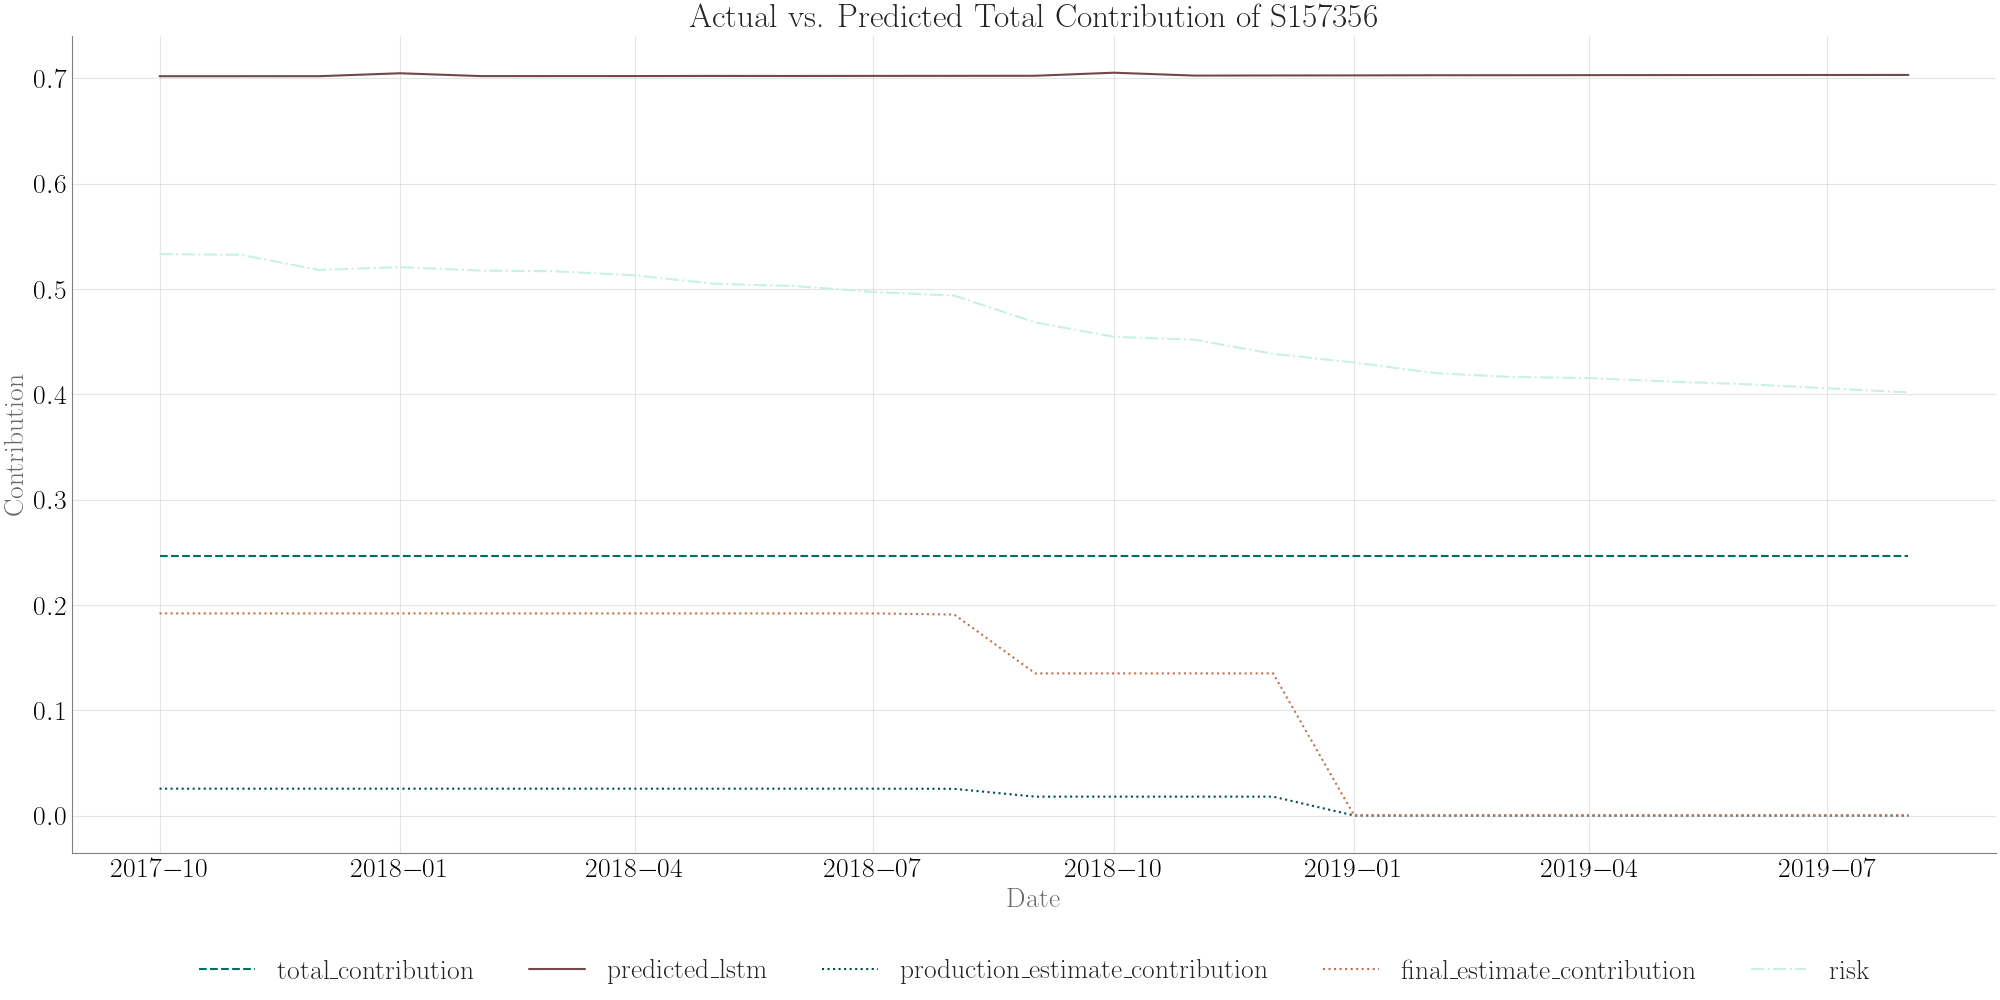 Actual vs. Predicted Total Contribution of S157356
0.7
0.6
0.5
0.4
0.3
0.2
0.1
0.0
Contribution
2017−10 2018−01 2018−04 2018−07 2018−10 2019−01 2019−04 2019−07
Date
total_contribution predicted_lstm production_estimate_contribution final_estimate_contribution risk